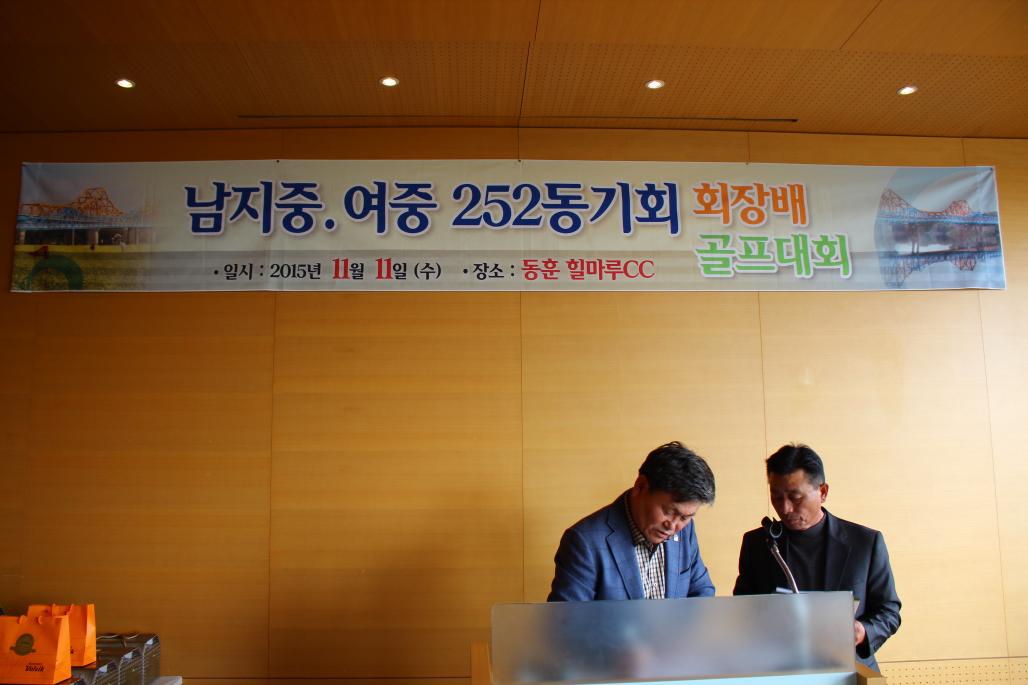 남지중.여중 252동기회 회장배
골프대회
•일시 : 2015년 11월 11일 (수) •장소 : 동훈 힐마루CC
Volvik